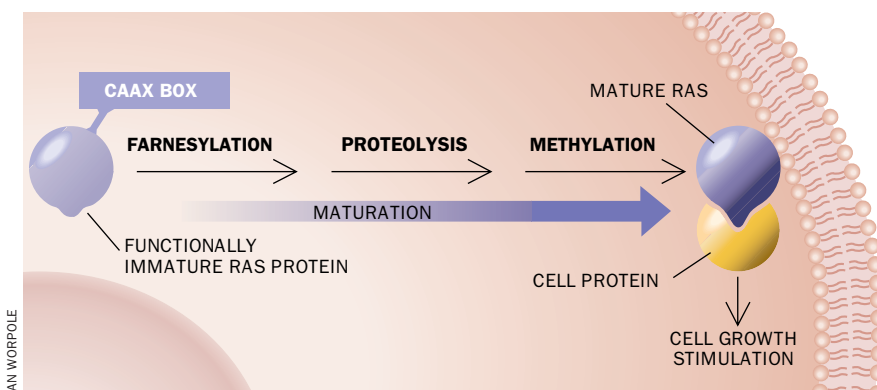 CAAX BOX
MATURE RAS
FARNESYLATION
PROTEOLYSIS
METHYLATION
MATURATION
FUNCTIONALLY
IMMATURE RAS PROTEIN
CELL PROTEIN
CELL GROWTH
STIMULATION
AN WORPOLE